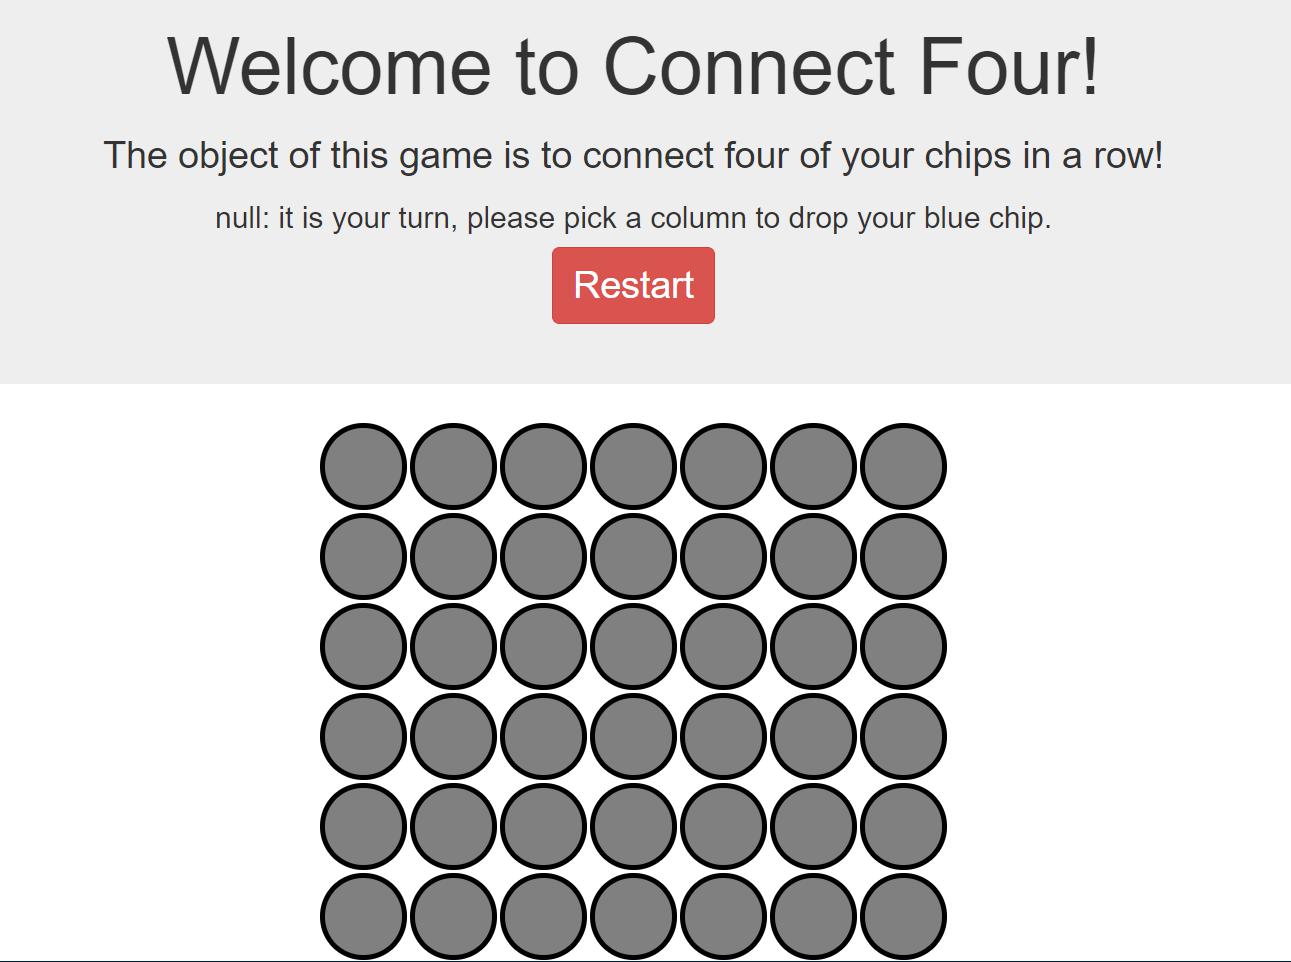 Welcome to Connect Four!
The object of this game is to connect four of your chips in a row!
null: it is your turn, please pick a column to drop your blue chip.
Restart